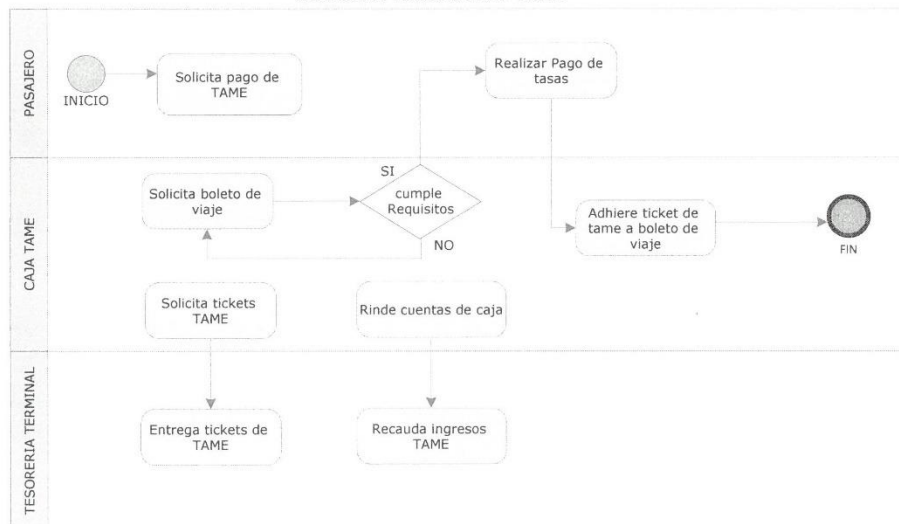 PASAJERO
INICIO
Solicita pago de
TAME
Realizar Pago de
tasas
CAJA TAME
Solicita boleto de
viaje
SI
cumple
Requisitos
NO
Adhiere ticket de
tame a boleto de
viaje
FIN
Solicita tickets
TAME
Rinde cuentas de caja
TESORERIA TERMINAL
Entrega tickets de
TAME
Recauda ingresos
TAME